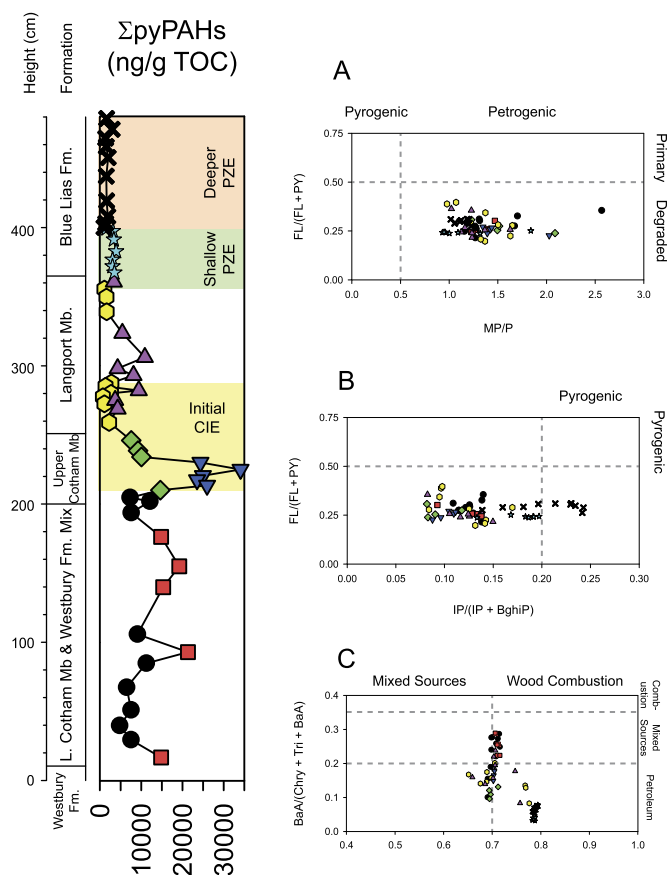 ΣpyPAHs
(ng/g TOC)
Height (cm)
Formation
Blue Lias Fm.
Langport Mb.
Upper
Cotham Mb
L. Cotham Mb & Westbury Fm. Mix
Westbury
Fm.
400
300
200
100
0
Deeper
PZE
Shallow
PZE
Initial
CIE
0
10000
20000
30000
A
Pyrogenic
Petrogenic
Primary
Degraded
FL/(FL+PY)
0.75
0.50
0.25
0.00
0.0
0.5
1.0
1.5
2.0
2.5
3.0
MP/P
B
Pyrogenic
Pyrogenic
FL/(FL+PY)
0.75
0.50
0.25
0.00
0.00
0.05
0.10
0.15
0.20
0.25
0.30
IP/(IP + BghiP)
C
Mixed Sources
Wood Combustion
Comb-
ustion
Mixed
Sources
Petroleum
BaA/(Chry + Tri + BaA)
0.4
0.3
0.2
0.1
0.0
0.4
0.5
0.6
0.7
0.8
0.9
1.0